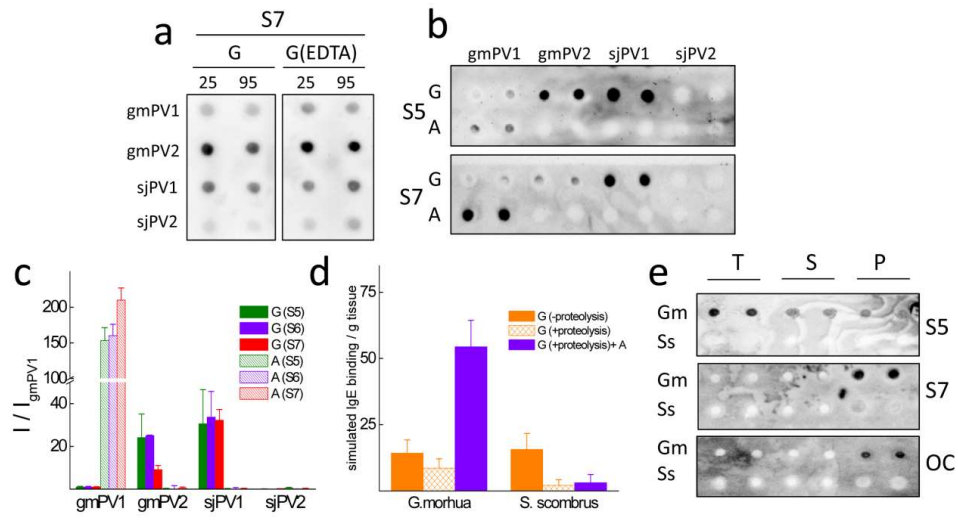 a
S7
G G(EDTA)
25 95 25 95
gmPV1
gmPV2
sjPV1
sjPV2
b
gmPV1 gmPV2 sjPV1 sjPV2
S5
G
A
S7
G
A
c
I / I gmPV1
200
150
100
40
20
G (S5)
G (S6)
G (S7)
A (S5)
A (S6)
A (S7)
gmPV1 gmPV2 sjPV1 sjPV2
d
simulated IgE binding / g tissue
75
50
25
G (-proteolysis)
G (+proteolysis)
G (+proteolysis)+ A
G.morhua S. scombrus
e
T S P
Gm
Ss
S5
Gm
Ss
S7
Gm
Ss
OC